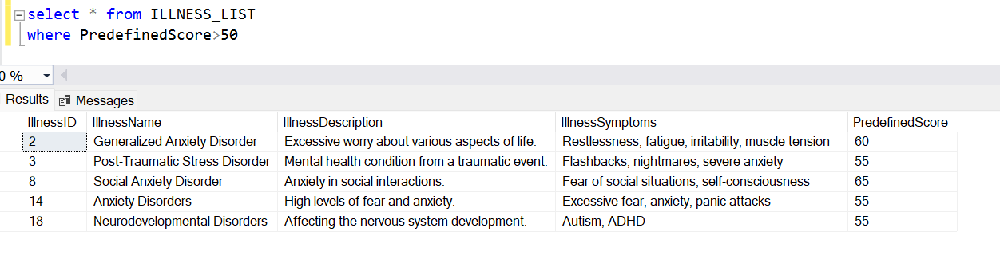 select * from ILLNESS_LIST
where PredefinedScore>50
0 %
Results Messages
IllnessID IllnessName IllnessDescription IllnessSymptoms PredefinedScore
2 Generalized Anxiety Disorder Excessive worry about various aspects of life. Restlessness, fatigue, irritability, muscle tension 60
3 Post-Traumatic Stress Disorder Mental health condition from a traumatic event. Flashbacks, nightmares, severe anxiety 55
8 Social Anxiety Disorder Anxiety in social interactions. Fear of social situations, self-consciousness 65
14 Anxiety Disorders High levels of fear and anxiety. Excessive fear, anxiety, panic attacks 55
18 Neurodevelopmental Disorders Affecting the nervous system development. Autism, ADHD 55